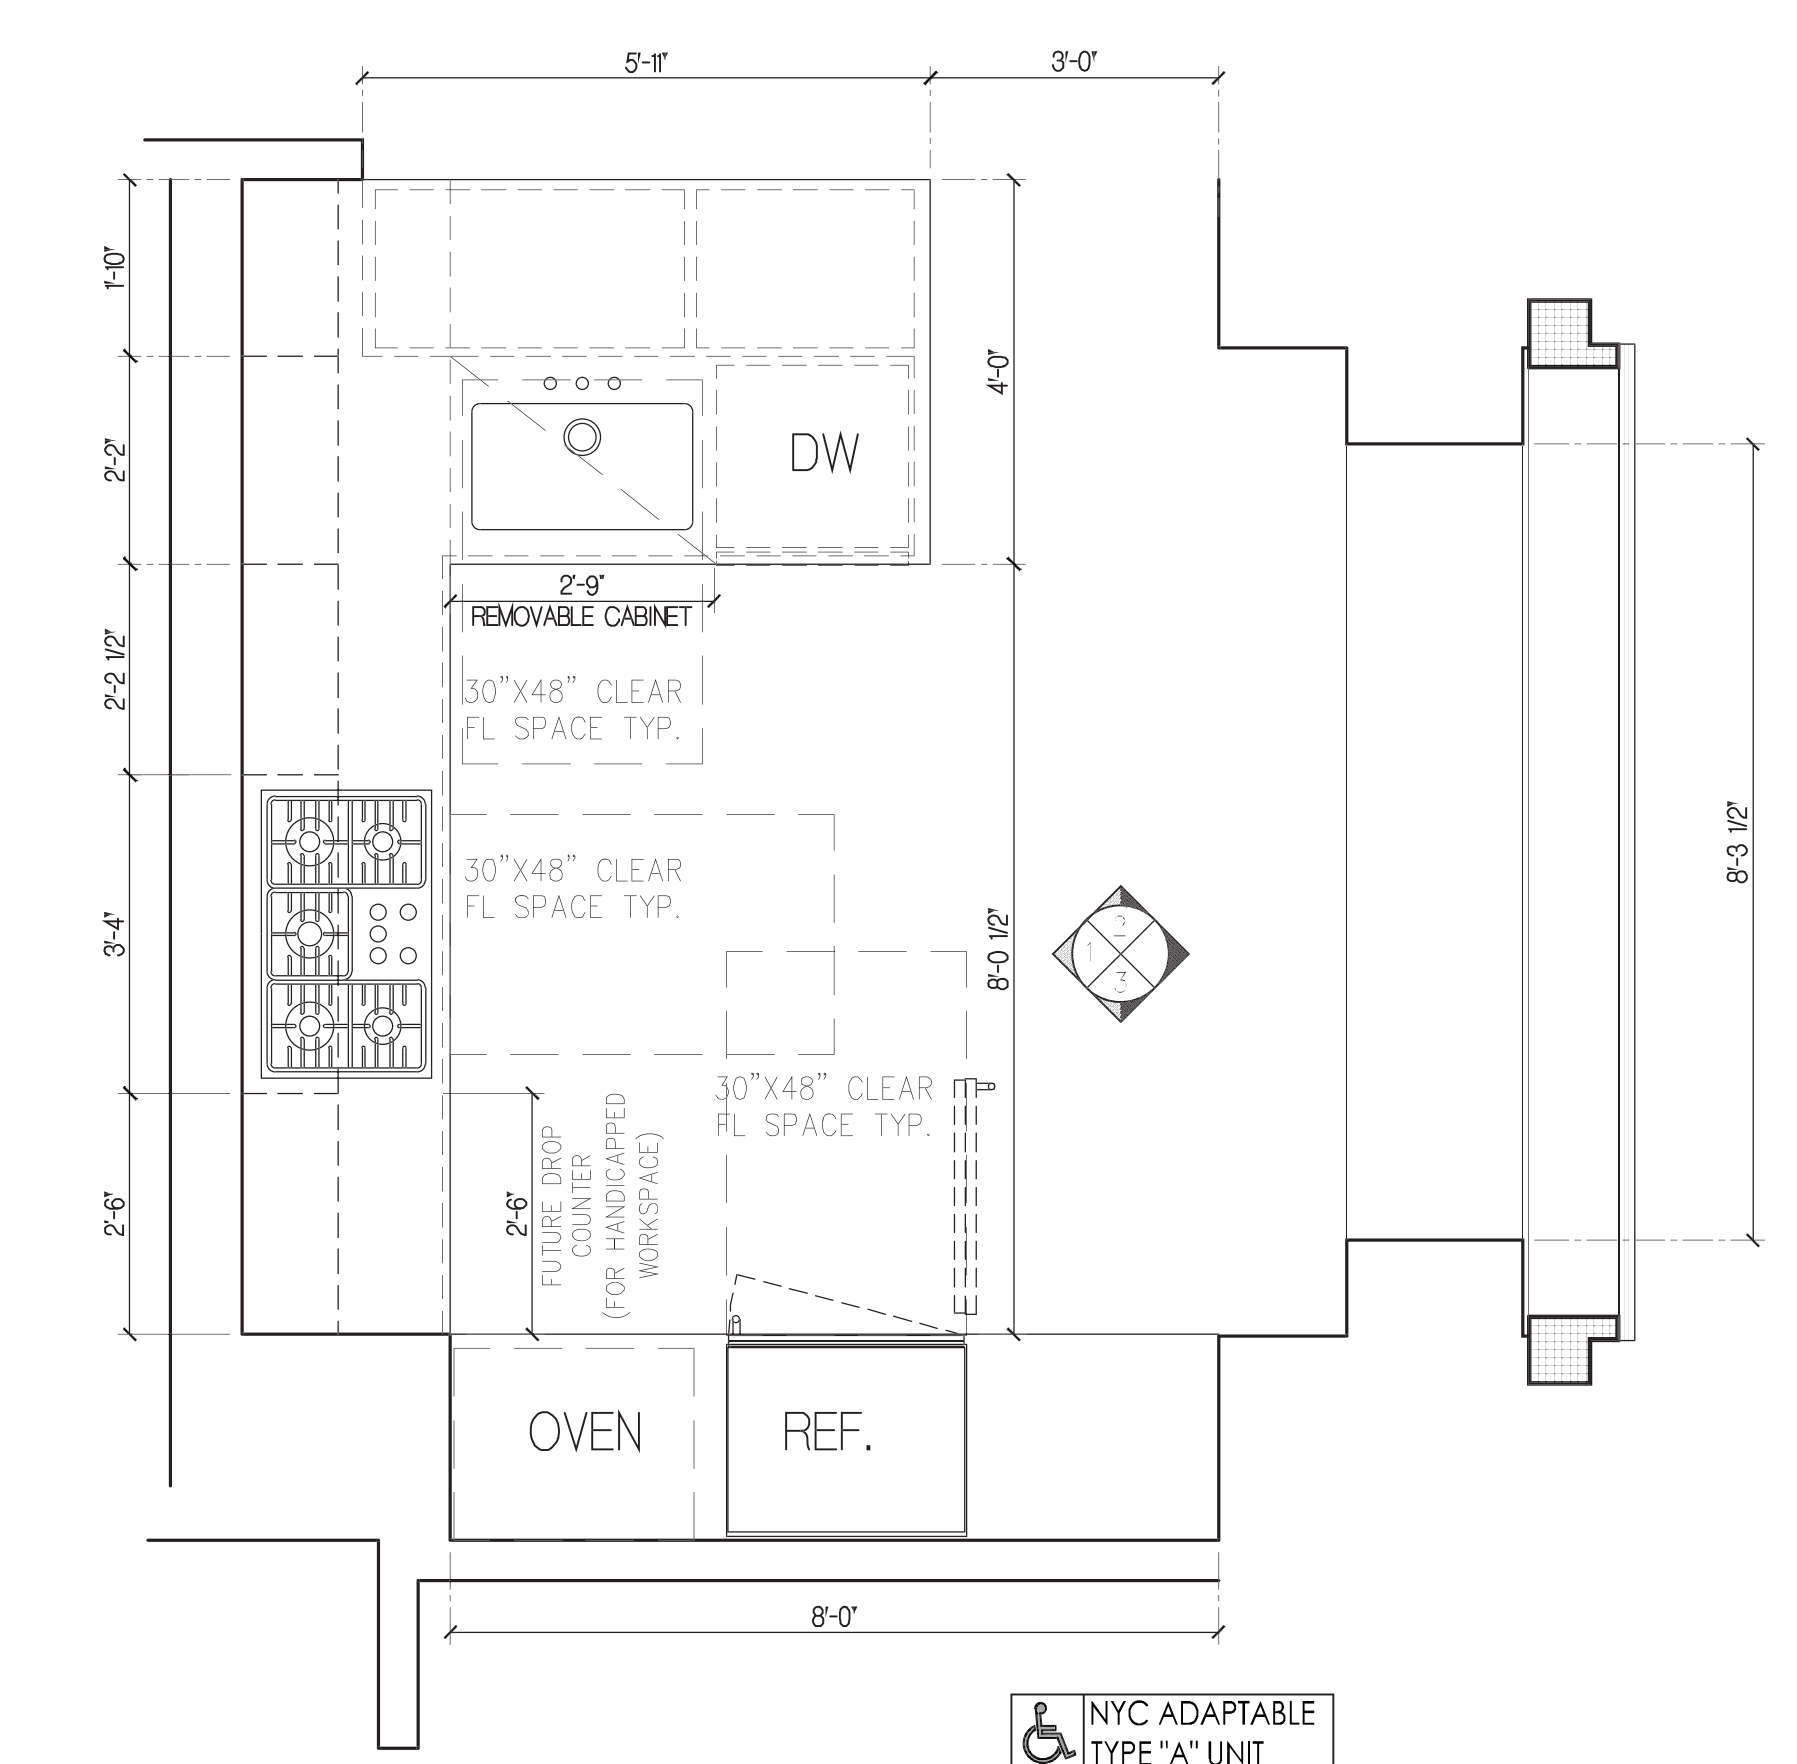 5'-11"
3'-0"
1'-10"
4'-0"
2'-2"
DW
2'-9"
REMOVABLE CABINET
2'-2 1/2"
30"X48" CLEAR
FL SPACE TYP.
8'-3 1/2"
30"X48" CLEAR
FL SPACE TYP.
3'-4"
8'-0 1/2"
2
1
3
30"X48" CLEAR
FL SPACE TYP.
2'-6"
2'-6"
FUTURE DROP
COUNTER
(FOR HANDICAPPED
WORKSPACE)
OVEN
REF.
8'-0"
NYC ADAPTABLE
TYPE "A" UNIT